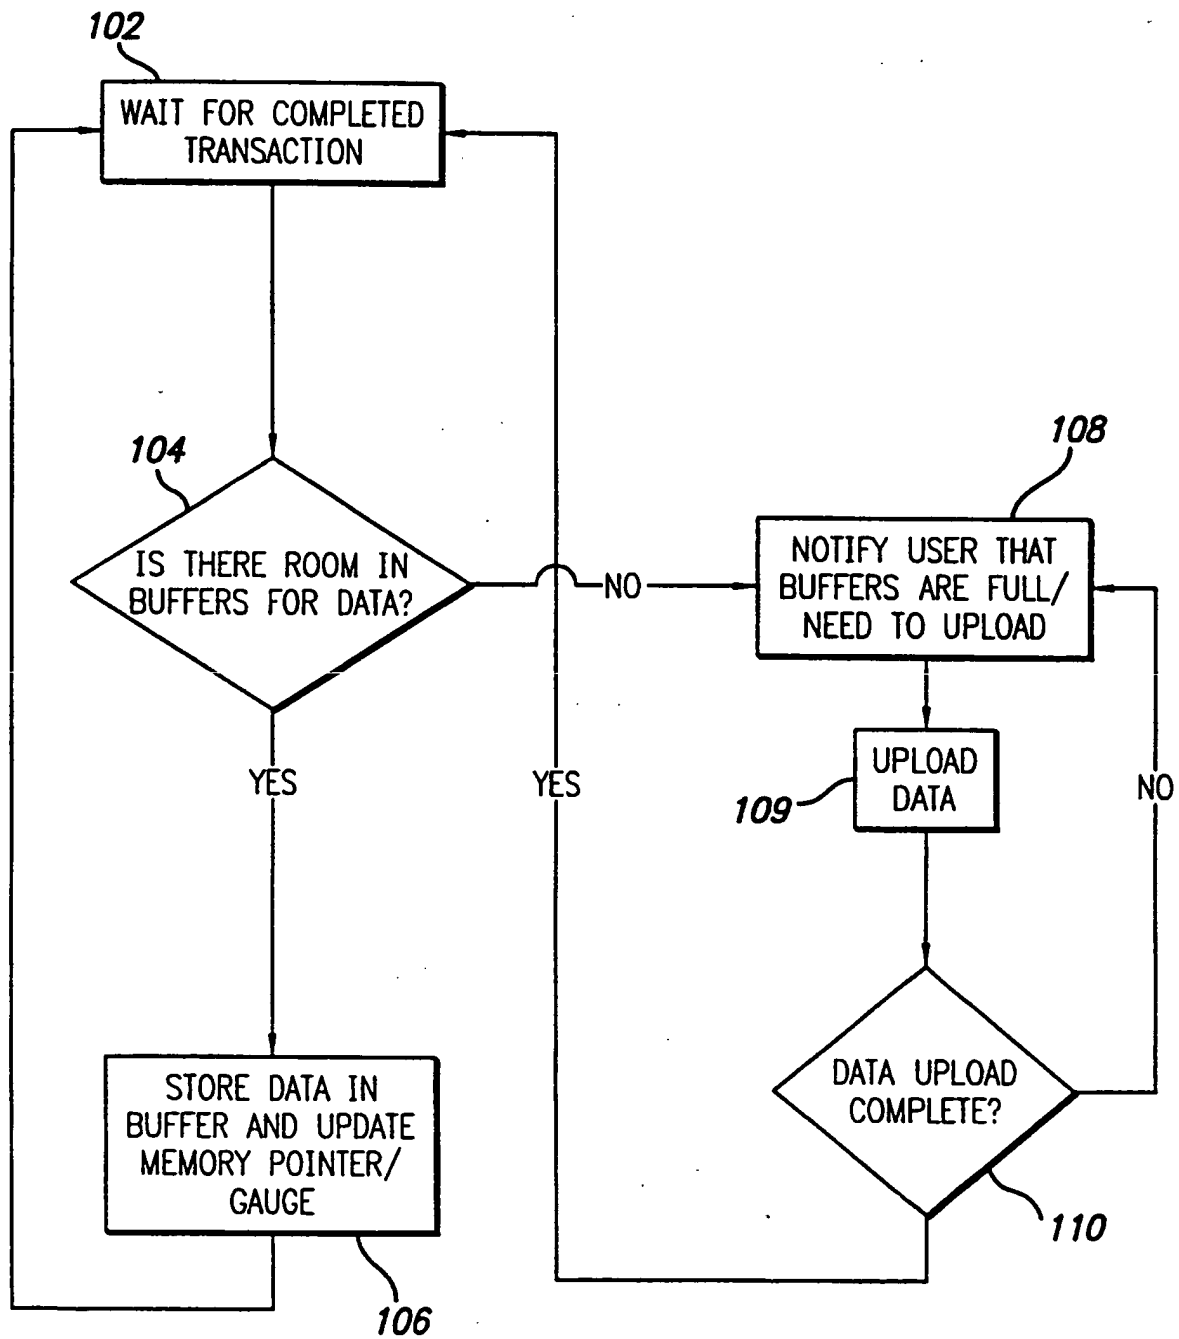 102
WAIT FOR COMPLETED
TRANSACTION
104
IS THERE ROOM IN
BUFFERS FOR DATA?
NO
108
NOTIFY USER THAT
BUFFERS ARE FULL/
NEED TO UPLOAD
YES
YES
109
UPLOAD
DATA
NO
STORE DATA IN
BUFFER AND UPDATE
MEMORY POINTER/
GAUGE
106
DATA UPLOAD
COMPLETE?
110